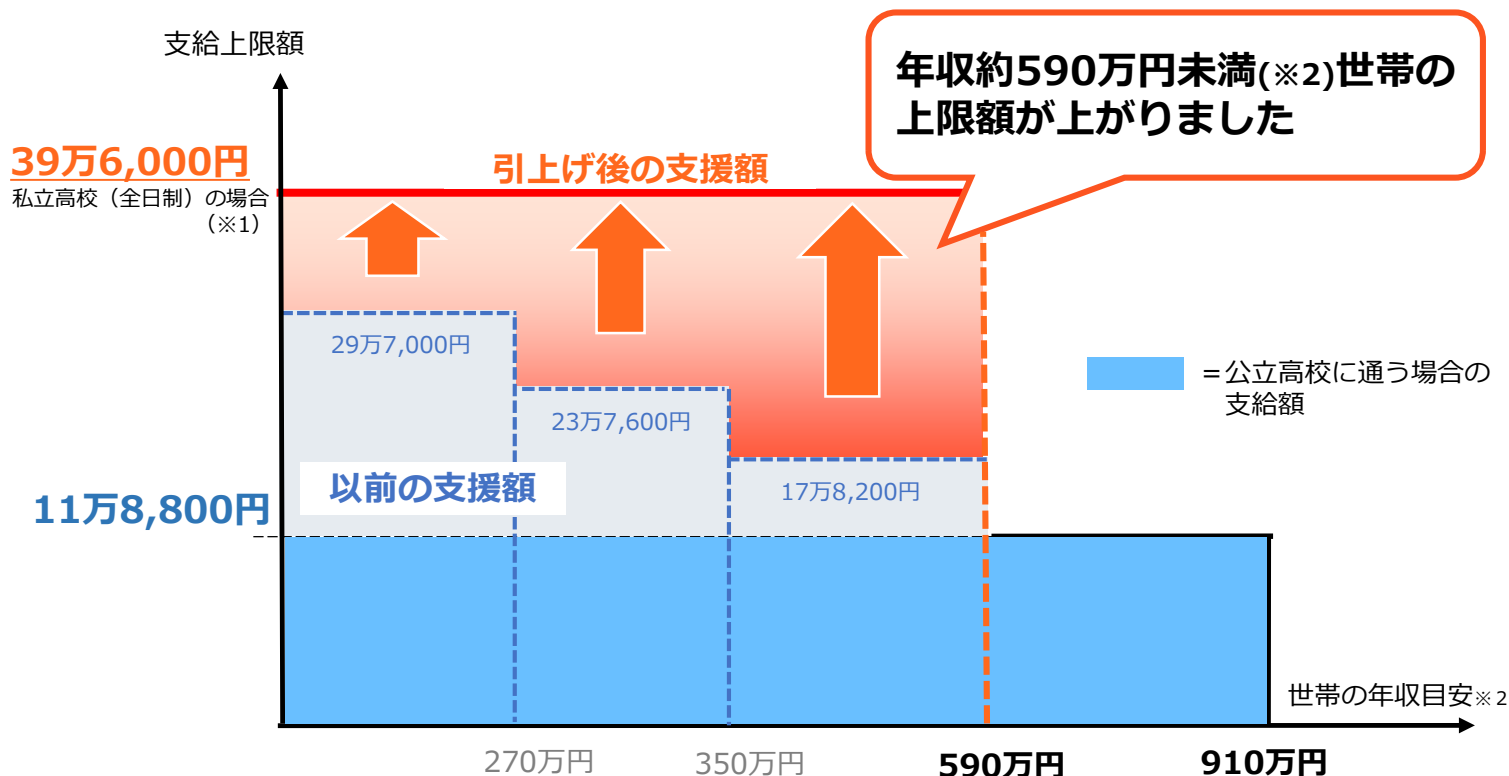 支給上限額
年収約590万円未満(※2)世帯の
上限額が上がりました
39万6,000円
私立高校（全日制）の場合
（※1）
引上げ後の支援額
29万7,000円
23万7,600円
17万8,200円
以前の支援額
＝公立高校に通う場合の
支給額
11万8,800円
世帯の年収目安※2
270万円
350万円
590万円
910万円